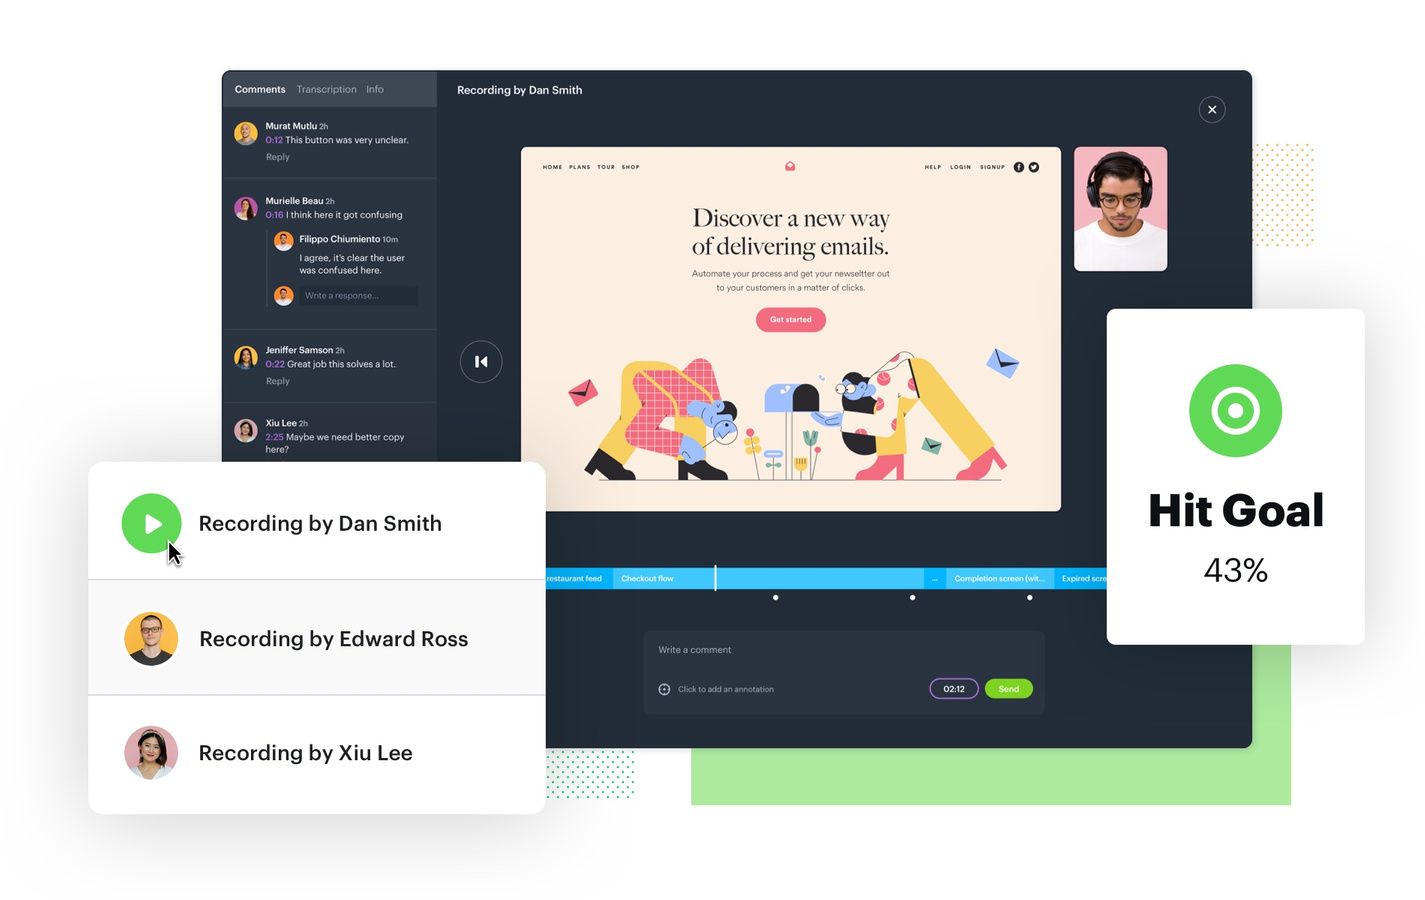 Comments Transcription Info
Recording by Dan Smith
Murat Mutlu 2h
0:12 This button was very unclear.
Reply
Murielle Beau 2h
0:16 I think here it got confusing
Filippo Chiumiento 10m
I agree, it's clear the user
was confused here.
Write a response...
Jeniffer Samson 2h
0:22 Great job this solves a lot.
Reply
Xiu Lee 2h
2:25 Maybe we need better copy
here?
HOME PLANS TOUR SHOP
HELP LOGIN SIGNUP
Discover a new way
of delivering emails.
Automate your process and get your newseltter out
to your customers in a matter of clicks.
Get started
Hit Goal
43%
Recording by Dan Smith
Recording by Edward Ross
Recording by Xiu Lee
restaurant feed Checkout flow ... Completion screen (wit... Expired scre
Write a comment
Click to add an annotation
02:12 Send